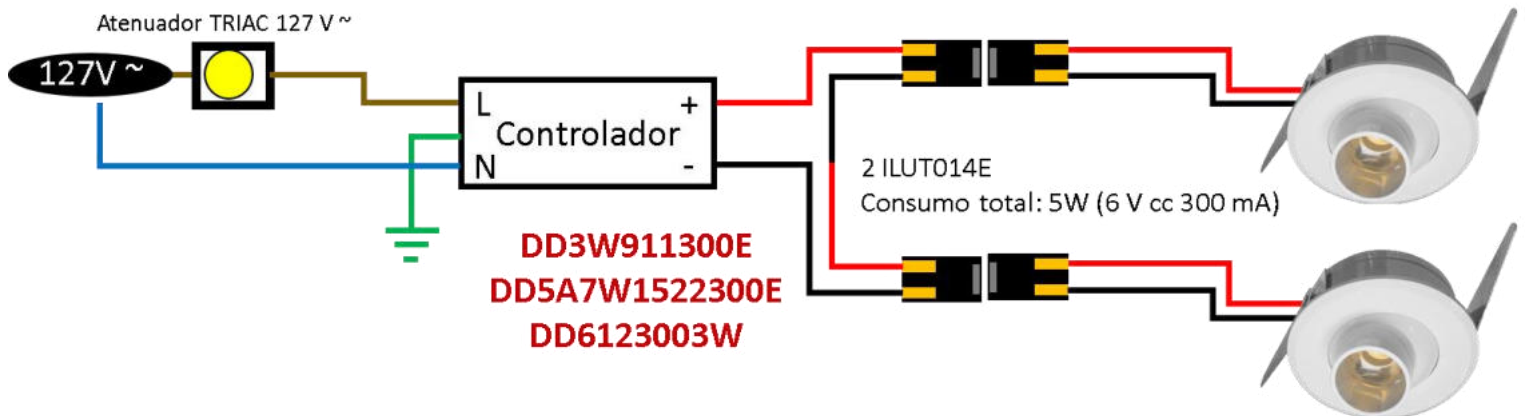 Atenuador TRIAC 127 V ~
127V ~
L
+
Controlador
N
-
2 ILUT014E
Consumo total: 5W (6 V cc 300 mA)
DD3W911300E
DD5A7W1522300E
DD6123003W